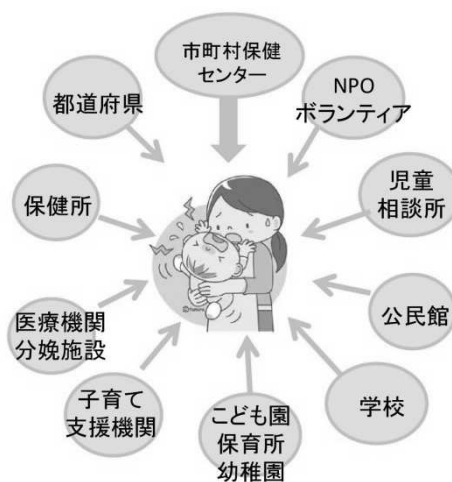 市町村保健
センター
NPO
ボランティア
児童
相談所
公民館
学校
こども園
保育所
幼稚園
子育て
支援機関
医療機関
分娩施設
保健所
都道府県